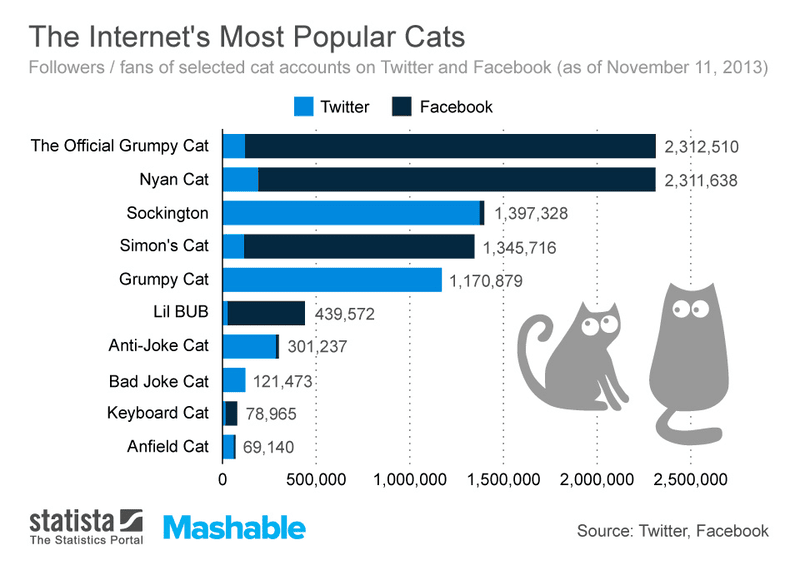 The Internet's Most Popular Cats
Followers / fans of selected cat accounts on Twitter and Facebook (as of November 11, 2013)
Twitter Facebook
The Official Grumpy Cat 2,312,510
Nyan Cat 2,311,638
Sockington 1,397,328
Simon's Cat 1,345,716
Grumpy Cat 1,170,879
Lil BUB 439,572
Anti-Joke Cat 301,237
Bad Joke Cat 121,473
Keyboard Cat 78,965
Anfield Cat 69,140
0 500,000 1,000,000 1,500,000 2,000,000 2,500,000
statista Mashable
The Statistics Portal
Source: Twitter, Facebook